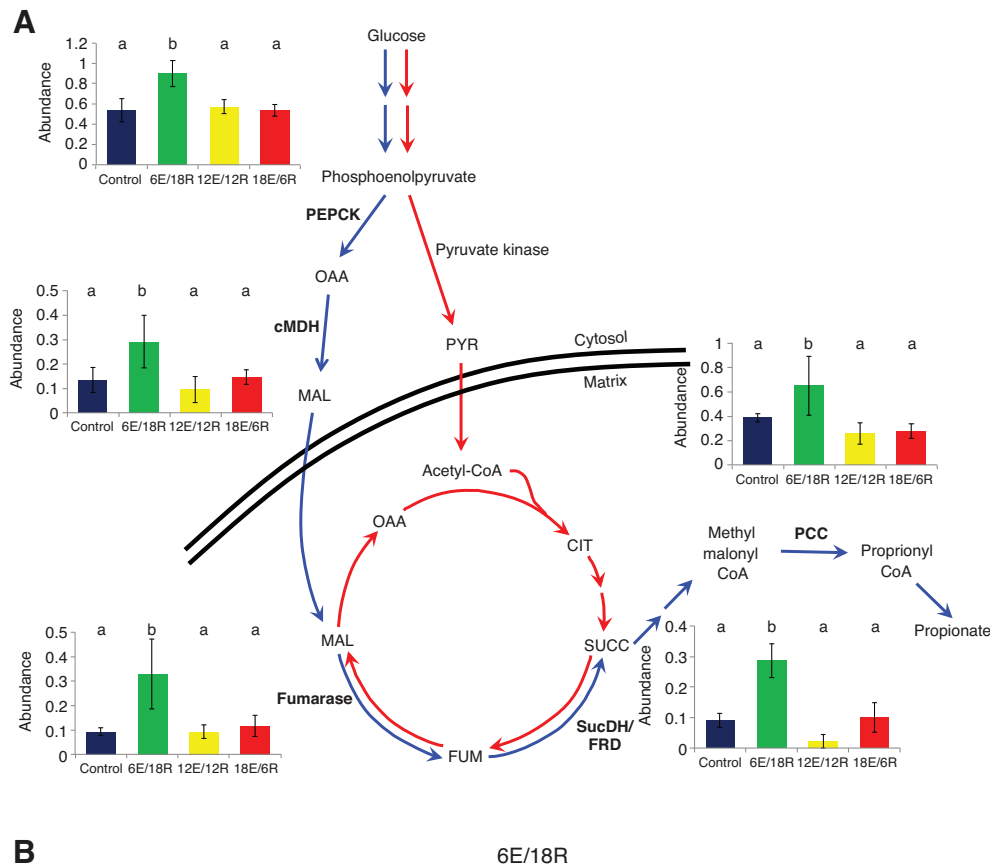 A
Glucose
Phosphoenolpyruvate
PEPCK
Pyruvate kinase
OAA
cMDH
PYR
MAL
Cytosol
Matrix
Acetyl-CoA
OAA
CIT
MAL
SUCC
Fumarase
SucDH/
FRD
FUM
Methyl
malonyl
CoA
PCC
Proprionyl
CoA
Propionate
Abundance
1.2
1
0.8
0.6
0.4
0.2
0
a b a a
Control 6E/18R 12E/12R 18E/6R
Abundance
0.5
0.4
0.3
0.2
0.1
0
a b a a
Control 6E/18R 12E/12R 18E/6R
Abundance
1
0.8
0.6
0.4
0.2
0
a b a a
Control 6E/18R 12E/12R 18E/6R
Abundance
0.5
0.4
0.3
0.2
0.1
0
a b a a
Control 6E/18R 12E/12R 18E/6R
Abundance
0.4
0.3
0.2
0.1
0
a b a a
Control 6E/18R 12E/12R 18E/6R
B
6E/18R